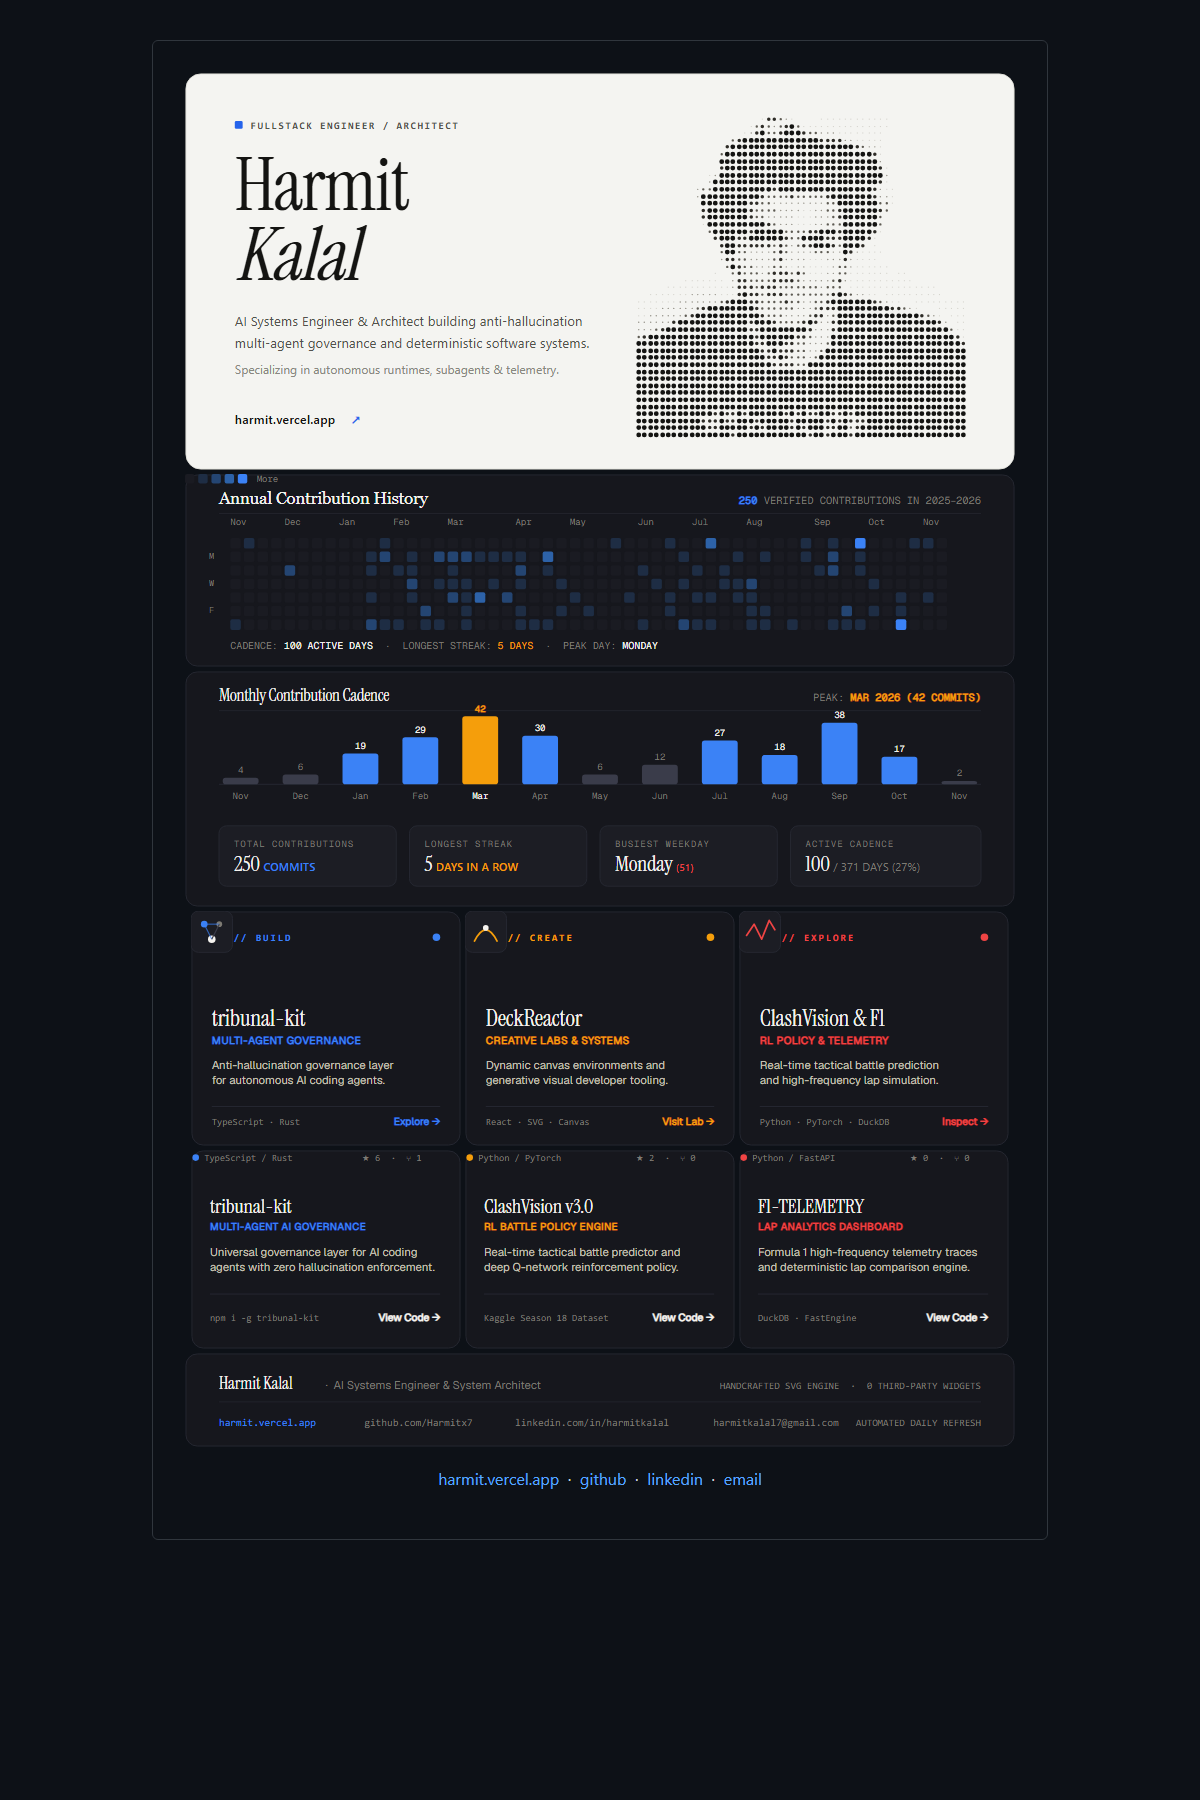 FULLSTACK ENGINEER / ARCHITECT
Harmit
Kalal
AI Systems Engineer & Architect building anti-hallucination
multi-agent governance and deterministic software systems.
Specializing in autonomous runtimes, subagents & telemetry.
harmit.vercel.app ↗
More
Annual Contribution History
250 VERIFIED CONTRIBUTIONS IN 2025-2026
Nov Dec Jan Feb Mar Apr May Jun Jul Aug Sep Oct Nov
M
W
F
CADENCE: 100 ACTIVE DAYS · LONGEST STREAK: 5 DAYS · PEAK DAY: MONDAY
Monthly Contribution Cadence
PEAK: MAR 2026 (42 COMMITS)
4 6 19 29 42 30 6 12 27 18 38 17 2
Nov Dec Jan Feb Mar Apr May Jun Jul Aug Sep Oct Nov
TOTAL CONTRIBUTIONS
250 COMMITS
LONGEST STREAK
5 DAYS IN A ROW
BUSIEST WEEKDAY
Monday (51)
ACTIVE CADENCE
100 / 371 DAYS (27%)
// BUILD
tribunal-kit
MULTI-AGENT GOVERNANCE
Anti-hallucination governance layer
for autonomous AI coding agents.
TypeScript · Rust
Explore →
// CREATE
DeckReactor
CREATIVE LABS & SYSTEMS
Dynamic canvas environments and
generative visual developer tooling.
React · SVG · Canvas
Visit Lab →
// EXPLORE
ClashVision & F1
RL POLICY & TELEMETRY
Real-time tactical battle prediction
and high-frequency lap simulation.
Python · PyTorch · DuckDB
Inspect →
TypeScript / Rust ★ 6 · ⑂ 1
tribunal-kit
MULTI-AGENT AI GOVERNANCE
Universal governance layer for AI coding
agents with zero hallucination enforcement.
npm i -g tribunal-kit
View Code →
Python / PyTorch ★ 2 · ⑂ 0
ClashVision v3.0
RL BATTLE POLICY ENGINE
Real-time tactical battle predictor and
deep Q-network reinforcement policy.
Kaggle Season 18 Dataset
View Code →
Python / FastAPI ★ 0 · ⑂ 0
F1-TELEMETRY
LAP ANALYTICS DASHBOARD
Formula 1 high-frequency telemetry traces
and deterministic lap comparison engine.
DuckDB · FastEngine
View Code →
Harmit Kalal · AI Systems Engineer & System Architect
HANDCRAFTED SVG ENGINE · 0 THIRD-PARTY WIDGETS
harmit.vercel.app github.com/Harmitx7 linkedin.com/in/harmitkalal harmitkalal7@gmail.com AUTOMATED DAILY REFRESH
harmit.vercel.app · github · linkedin · email